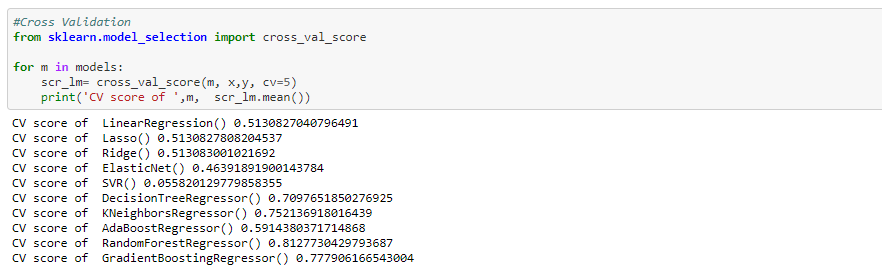 #Cross Validation
from sklearn.model_selection import cross_val_score
for m in models:
scr_lm= cross_val_score(m, x,y, cv=5)
print('CV score of ',m,  scr_lm.mean())
CV score of  LinearRegression() 0.5130827040796491
CV score of  Lasso() 0.5130827808204537
CV score of  Ridge() 0.513083001021692
CV score of  ElasticNet() 0.46391891900143784
CV score of  SVR() 0.055820129779858355
CV score of  DecisionTreeRegressor() 0.7097651850276925
CV score of  KNeighborsRegressor() 0.752136918016439
CV score of  AdaBoostRegressor() 0.5914380371714868
CV score of  RandomForestRegressor() 0.8127730429793687
CV score of  GradientBoostingRegressor() 0.777906166543004